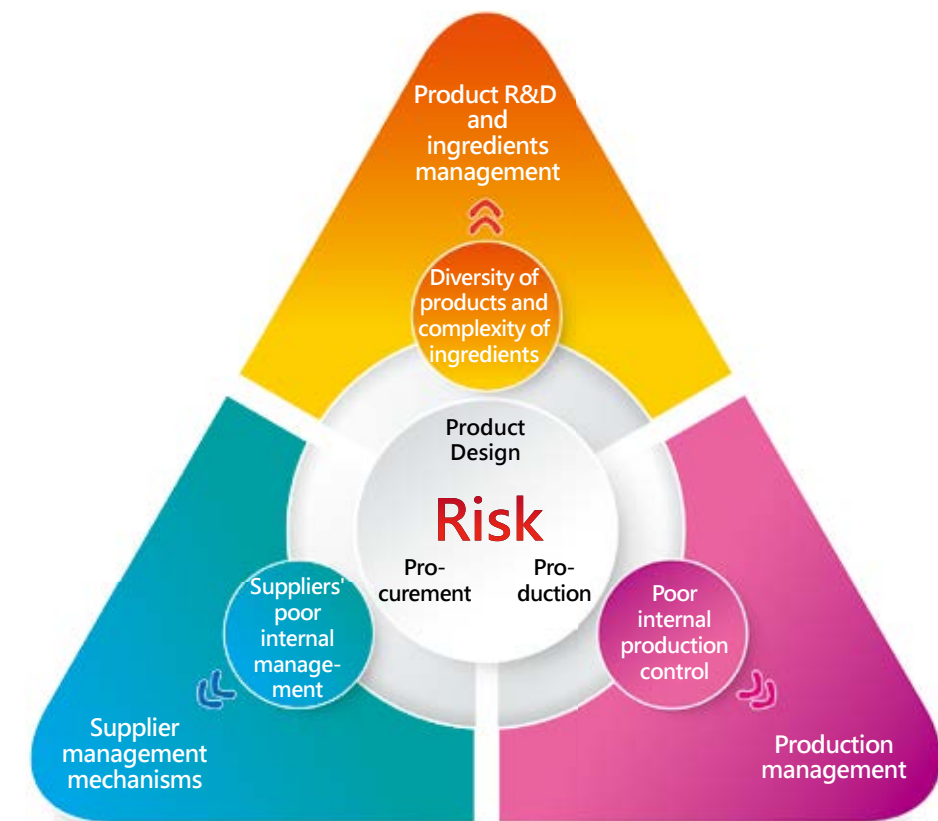 Product R&D
and
ingredients
management
Diversity of
products and
complexity of
ingredients
Product
Design
Risk
Pro-
curement
Pro-
duction
Suppliers'
poor
internal
manage-
ment
Poor
internal
production
control
Supplier
management
mechanisms
Production
management